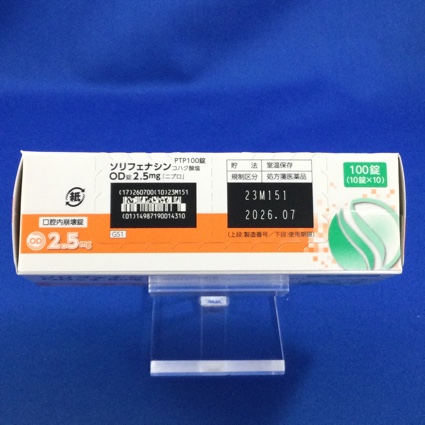 紙
ソリフェナシン コハク酸塩 PTP100錠
OD錠2.5mg「ニプロ」
(17)260700(10)23M151
(01)14987190014310
GS1
口腔内崩壊錠
OD 2.5mg
貯法 室温保存
規制区分 処方箋医薬品
23M151
2026.07
(上段:製造番号/下段:使用期限)
100錠
(10錠×10)